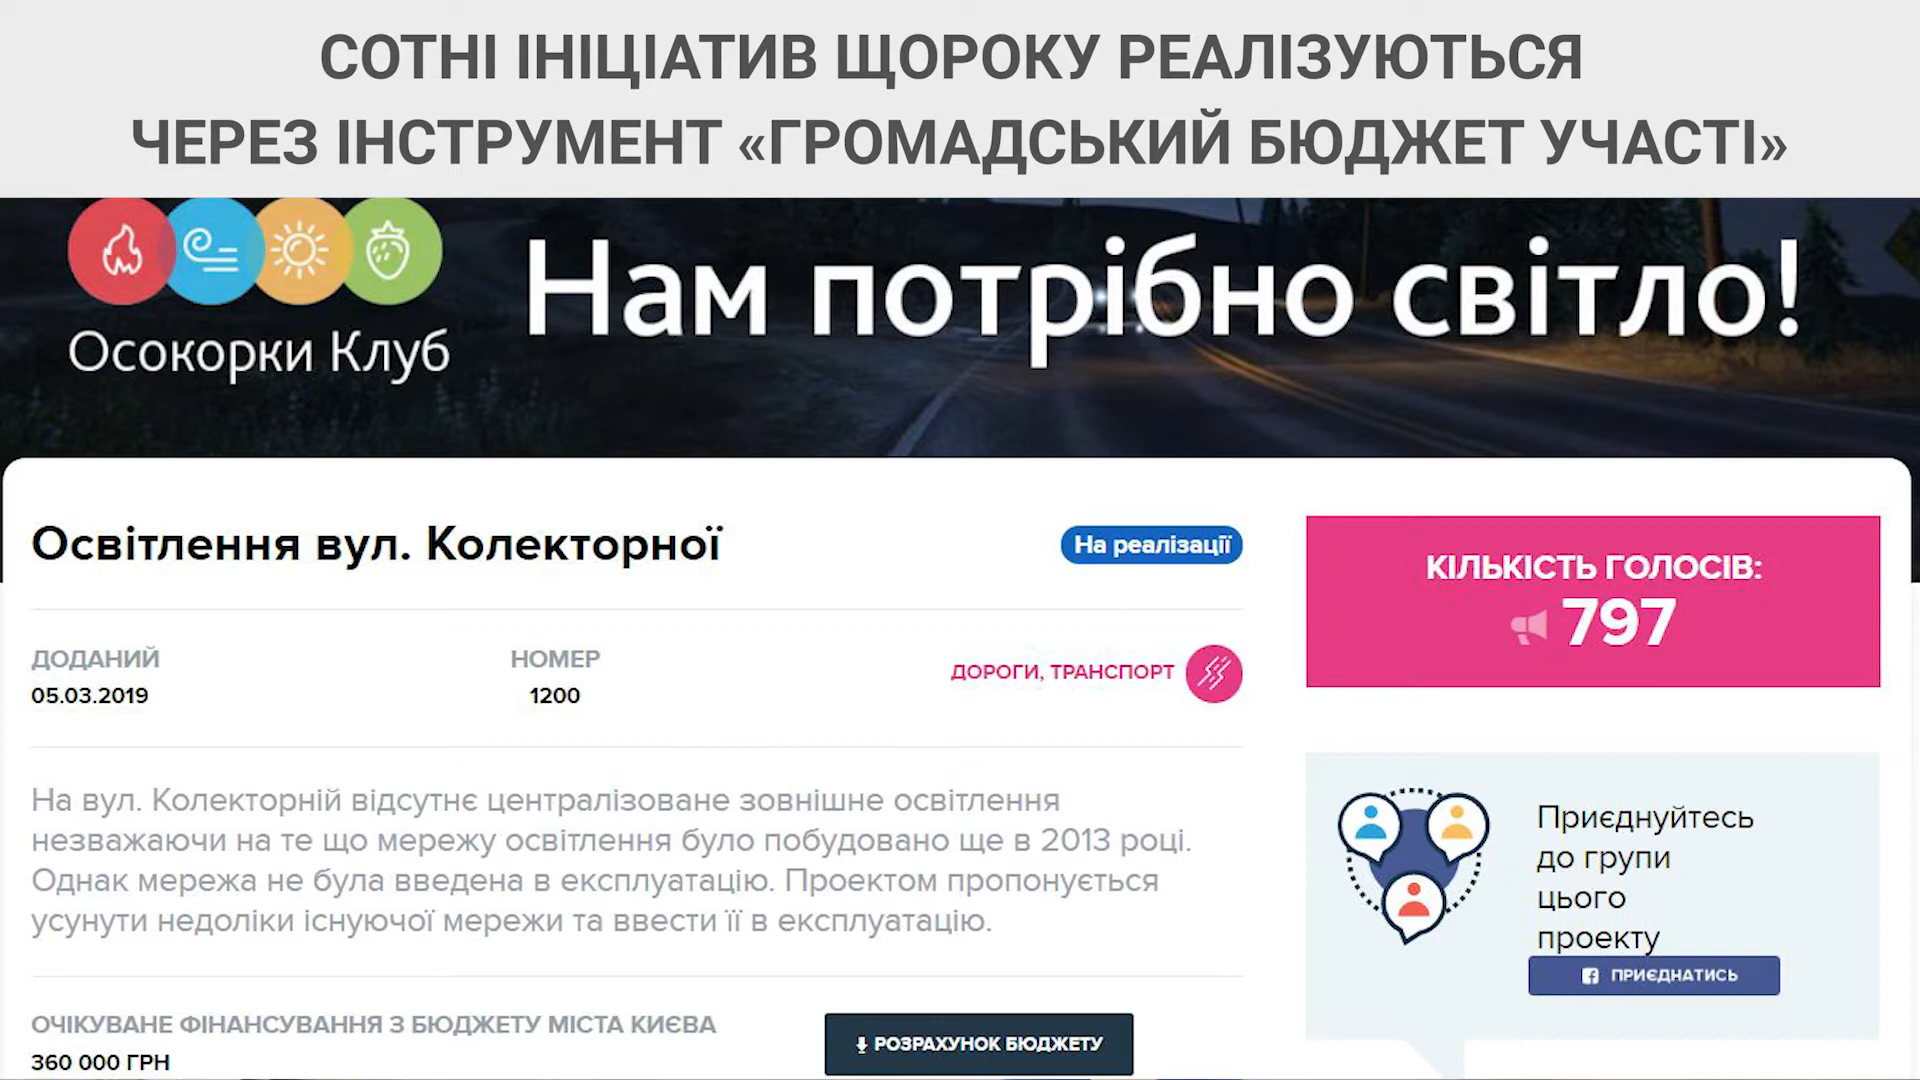 СОТНІ ІНІЦІАТИВ ЩОРОКУ РЕАЛІЗУЮТЬСЯ
ЧЕРЕЗ ІНСТРУМЕНТ «ГРОМАДСЬКИЙ БЮДЖЕТ УЧАСТІ»
Осокорки Клуб
Нам потрібно світло!
Освітлення вул. Колекторної
На реалізації
ДОДАНИЙ
05.03.2019
НОМЕР
1200
ДОРОГИ, ТРАНСПОРТ
На вул. Колекторній відсутнє централізоване зовнішне освітлення
незважаючи на те що мережу освітлення було побудовано ще в 2013 році.
Однак мережа не була введена в експлуатацію. Проектом пропонується
усунути недоліки існуючої мережи та ввести її в експлуатацію.
ОЧІКУВАНЕ ФІНАНСУВАННЯ З БЮДЖЕТУ МІСТА КИЄВА
360 000 ГРН
РОЗРАХУНОК БЮДЖЕТУ
КІЛЬКІСТЬ ГОЛОСІВ:
797
Приєднуйтесь
до групи
цього
проекту
ПРИЄДНАТИСЬ